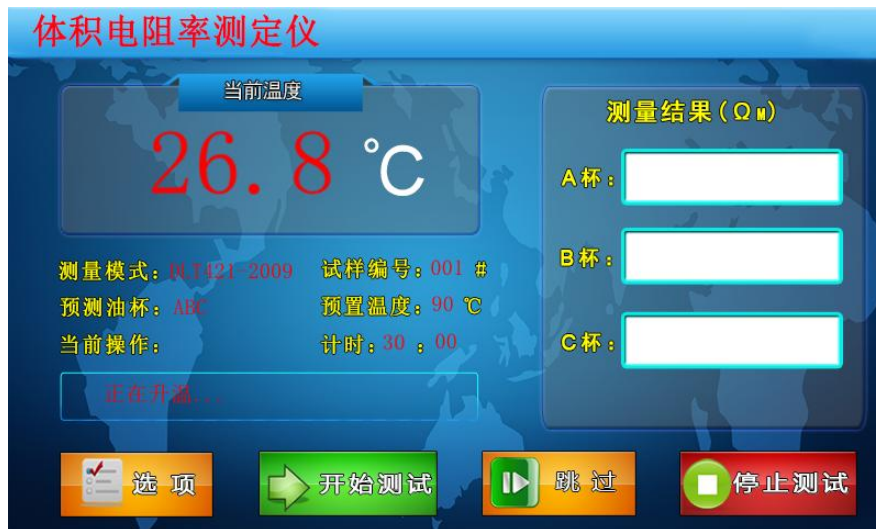 体积电阻率测定仪
当前温度
26.8 ℃
测量模式：DLT421-2009 试样编号：001 #
预测油杯：ABC 预置温度：90 ℃
当前操作： 计时：30 ：00
正在升温...
测量结果（ΩM）
A杯：
B杯：
C杯：
选 项
开始测试
跳 过
停止测试